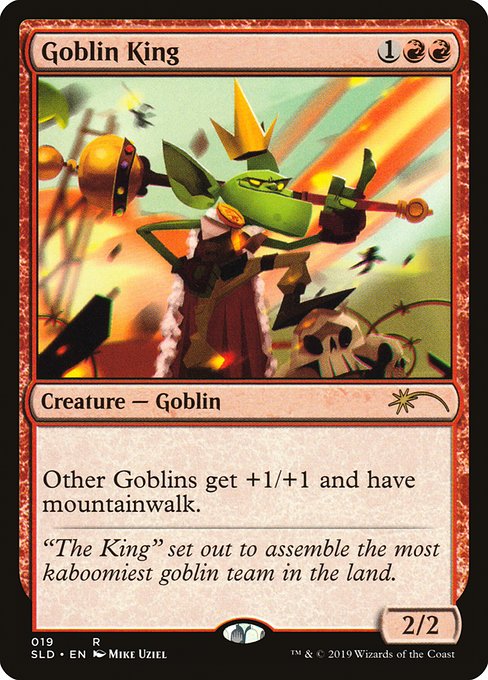 Goblin King 1
Creature — Goblin
Other Goblins get +1/+1 and have
mountainwalk.
“The King” set out to assemble the most
kaboomiest goblin team in the land.
2/2
019 R
SLD • EN Mike Uziel
™ & © 2019 Wizards of the Coast